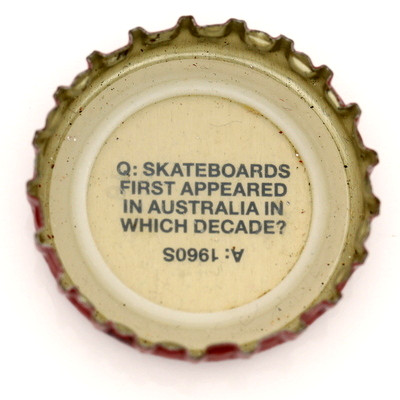 Q: SKATEBOARDS
FIRST APPEARED
IN AUSTRALIA IN
WHICH DECADE?
A: 1960S